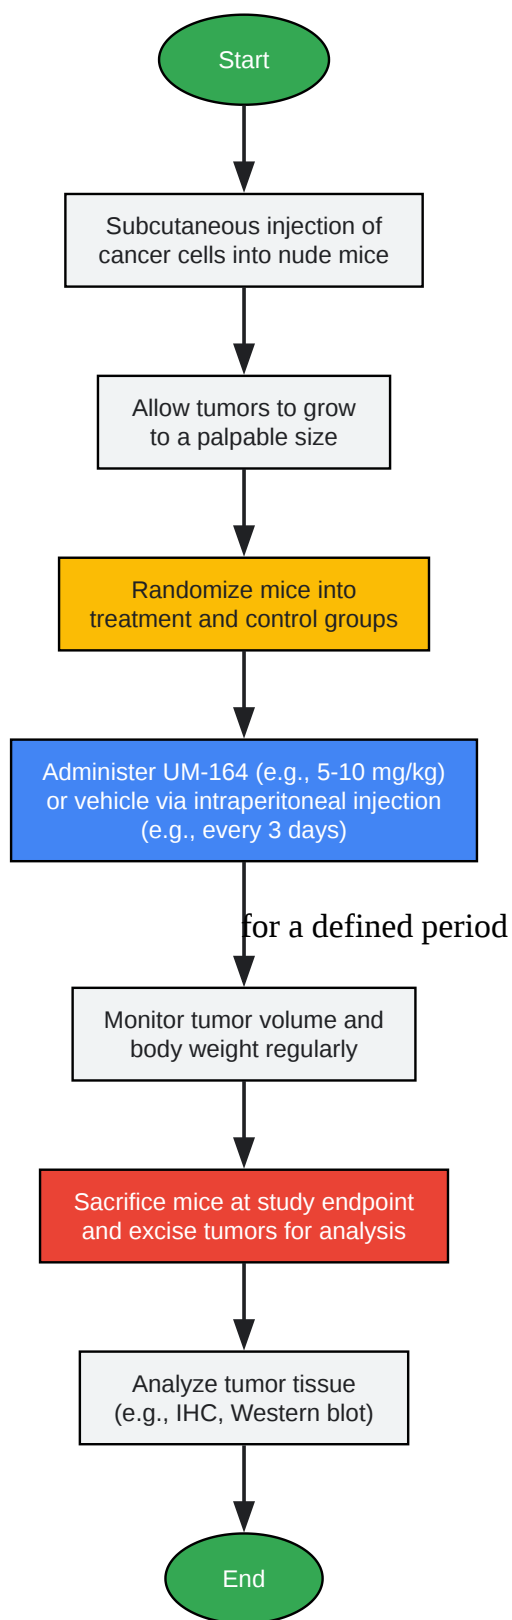 Start
Subcutaneous injection of
cancer cells into nude mice
Allow tumors to grow
to a palpable size
Randomize mice into
treatment and control groups
Administer UM-164 (e.g., 5-10 mg/kg)
or vehicle via intraperitoneal injection
(e.g., every 3 days)
for a defined period
Monitor tumor volume and
body weight regularly
Sacrifice mice at study endpoint
and excise tumors for analysis
Analyze tumor tissue
(e.g., IHC, Western blot)
End